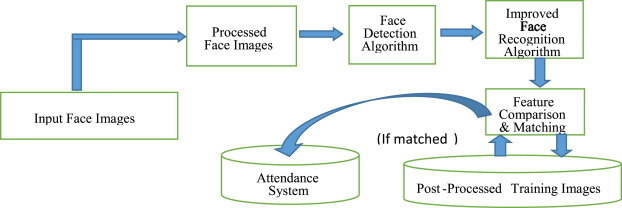 Processed
Face Images
Face
Detection
Algorithm
Improved
Face
Recognition
Algorithm
Input Face Images
Feature
Comparison
& Matching
(If matched )
Attendance
System
Post-Processed Training Images